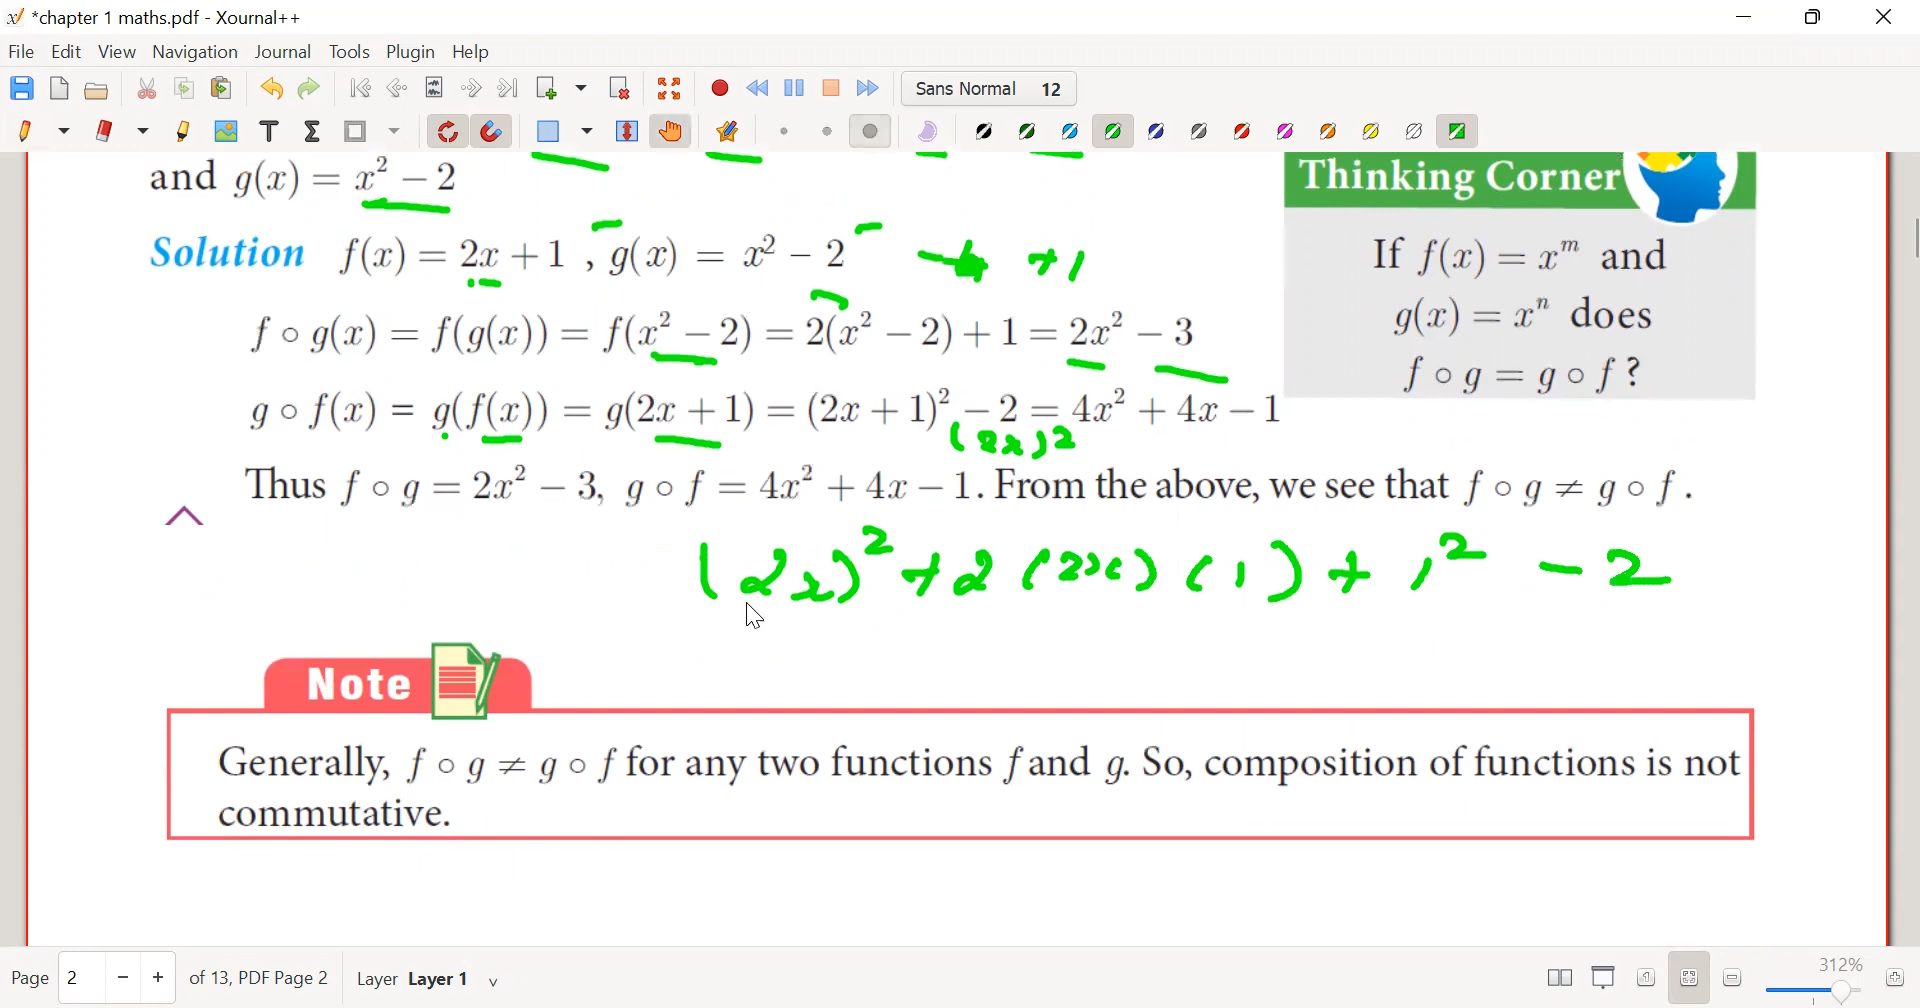 *chapter 1 maths.pdf - Xournal++
File Edit View Navigation Journal Tools Plugin Help
Sans Normal 12
and g(x) = x² − 2
Thinking Corner
Solution f(x) = 2x + 1 , g(x) = x² − 2
+1
If f(x) = xᵐ and
g(x) = xⁿ does
f ∘ g = g ∘ f ?
f ∘ g(x) = f(g(x)) = f(x² − 2) = 2(x² − 2) + 1 = 2x² − 3
g ∘ f(x) = g(f(x)) = g(2x + 1) = (2x + 1)² − 2 = 4x² + 4x − 1
(2x)2
Thus f ∘ g = 2x² − 3, g ∘ f = 4x² + 4x − 1. From the above, we see that f ∘ g ≠ g ∘ f .
(2x)² + 2 (2x) (1) + 1² − 2
Note
Generally, f ∘ g ≠ g ∘ f for any two functions f and g. So, composition of functions is not
commutative.
Page 2 − + of 13, PDF Page 2 Layer Layer 1 312%